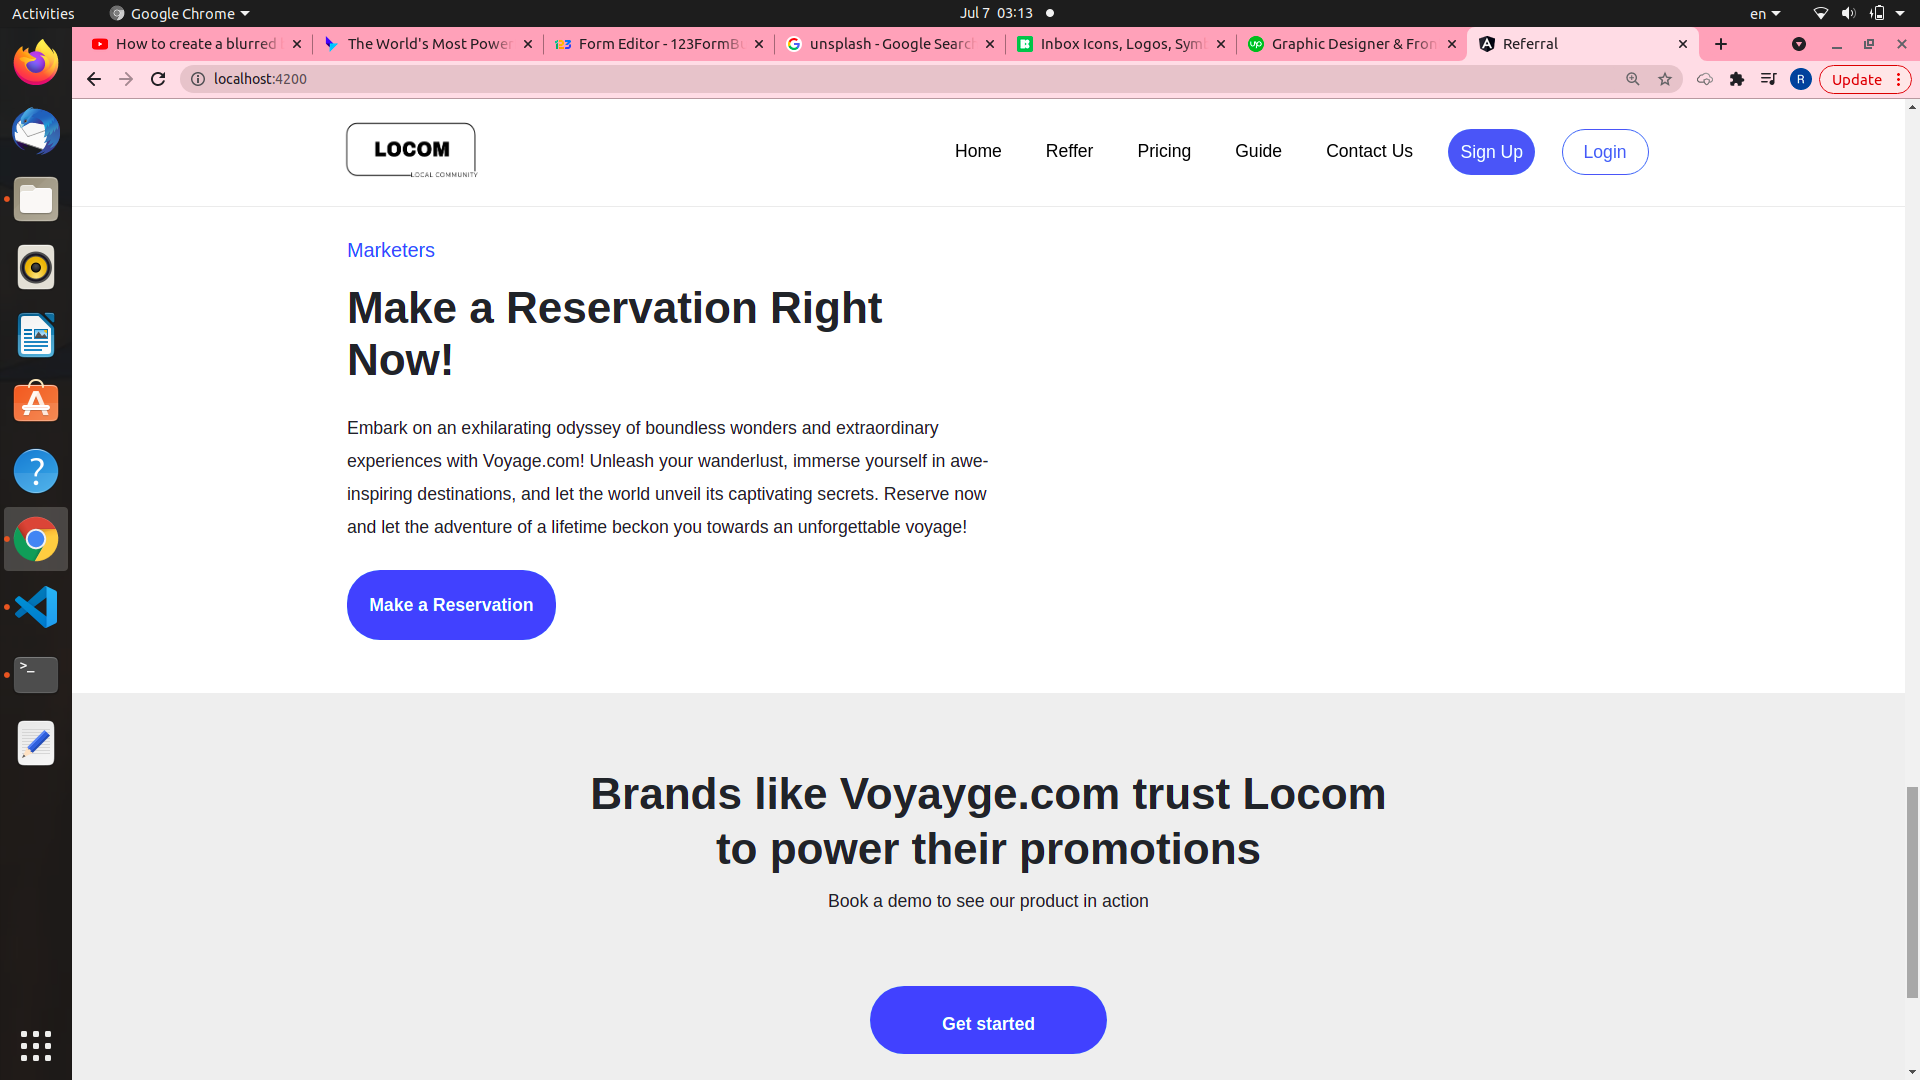 Activities
Google Chrome
Jul 7 03:13
en
How to create a blurred
The World's Most Power
Form Editor - 123FormBu
unsplash - Google Search
Inbox Icons, Logos, Symb
Graphic Designer & Fron
Referral
localhost:4200
R
Update
LOCOM
LOCAL COMMUNITY
Home
Reffer
Pricing
Guide
Contact Us
Sign Up
Login
Marketers
Make a Reservation Right
Now!
Embark on an exhilarating odyssey of boundless wonders and extraordinary
experiences with Voyage.com! Unleash your wanderlust, immerse yourself in awe-
inspiring destinations, and let the world unveil its captivating secrets. Reserve now
and let the adventure of a lifetime beckon you towards an unforgettable voyage!
Make a Reservation
Brands like Voyayge.com trust Locom
to power their promotions
Book a demo to see our product in action
Get started